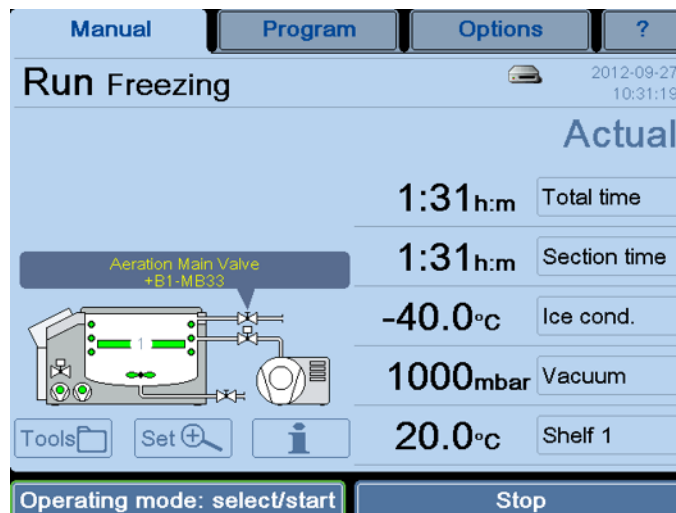 Manual Program Options ?
Run Freezing
2012-09-27
10:31:19
Actual
1:31h:m Total time
1:31h:m Section time
Aeration Main Valve
+B1-MB33
-40.0°C Ice cond.
1
1000mbar Vacuum
20.0°C Shelf 1
Tools Set i
Operating mode: select/start Stop